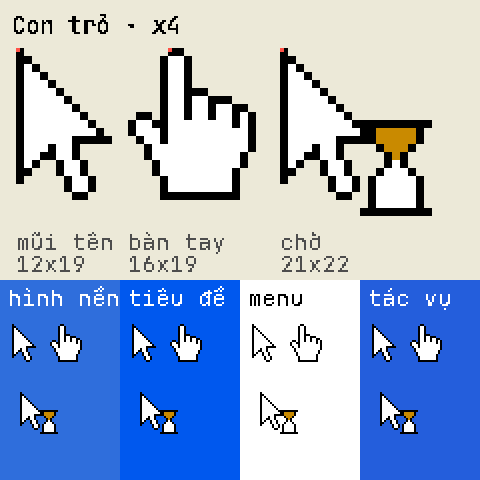 Con trỏ - x4
mũi tên bàn tay chờ
12x19 16x19 21x22
hình nền tiêu đề menu tác vụ